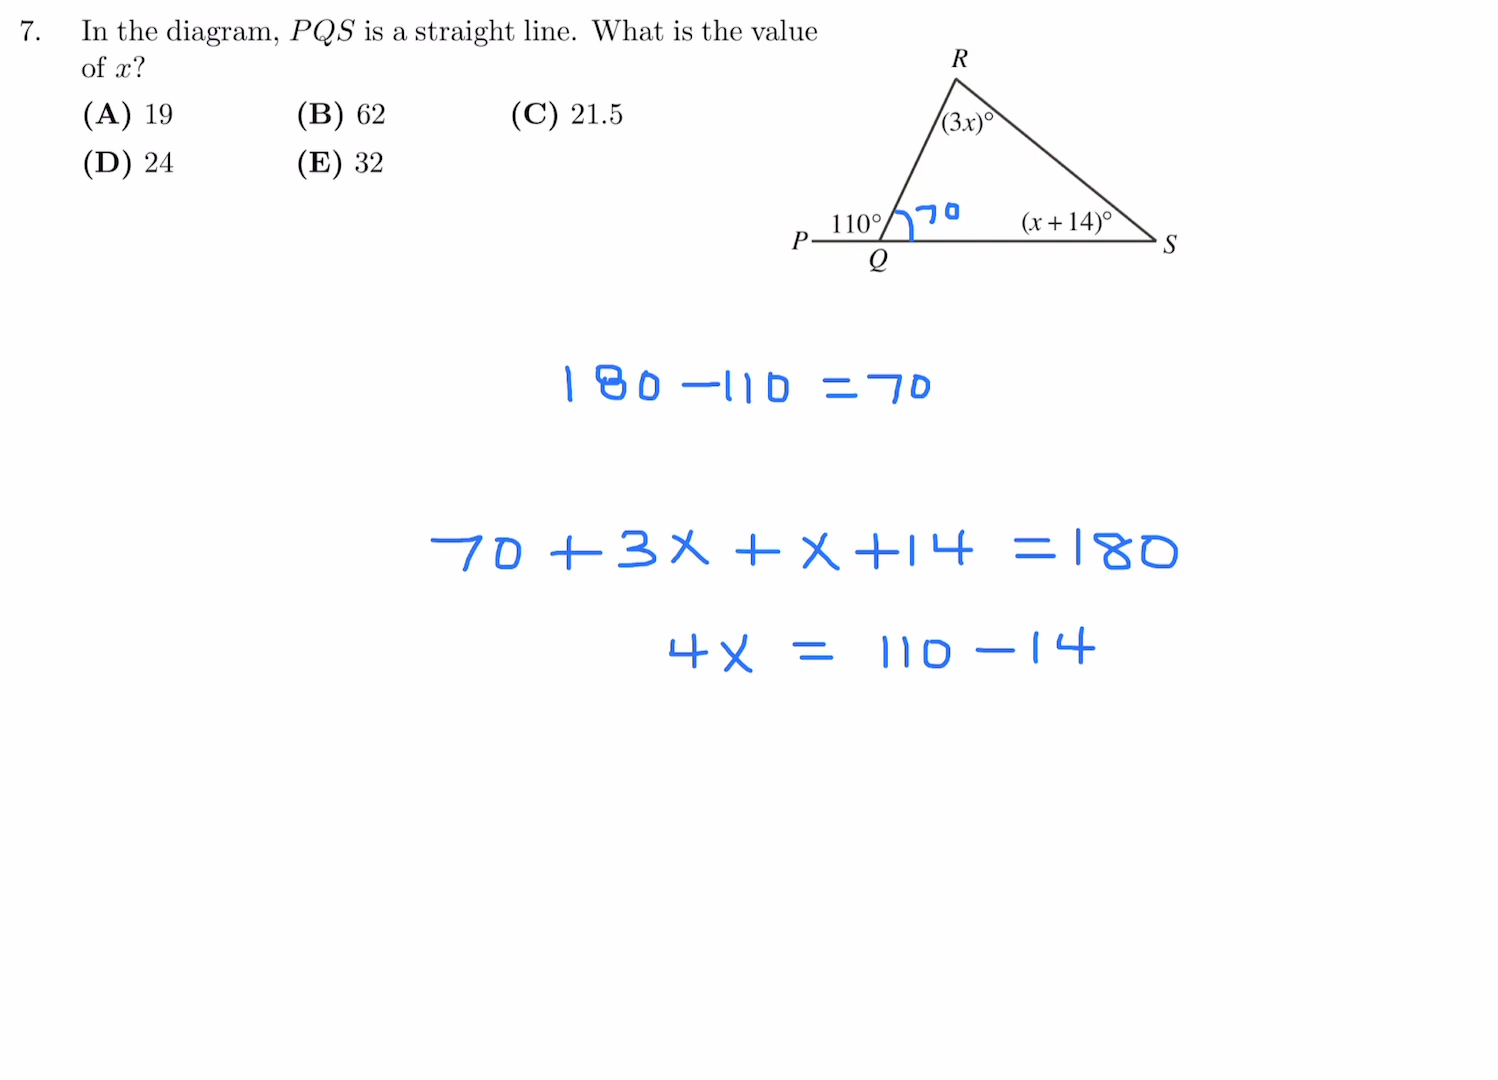 7. In the diagram, PQS is a straight line. What is the value
of x?
(A) 19 (B) 62 (C) 21.5
(D) 24 (E) 32
R
(3x)°
110° 70 (x + 14)°
P Q S
180 - 110 = 70
70 + 3x + x + 14 = 180
4x = 110 - 14